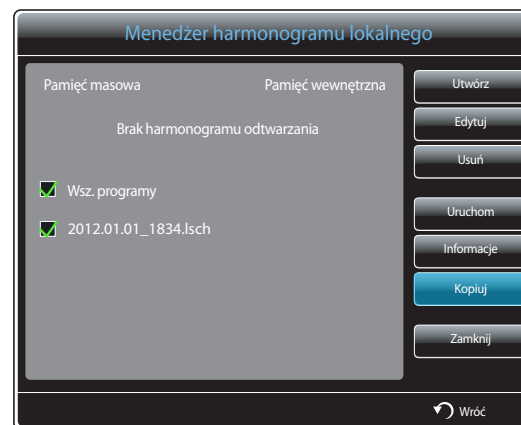 Menedżer harmonogramu lokalnego
Pamięć masowa Pamięć wewnętrzna
Brak harmonogramu odtwarzania
Wsz. programy
2012.01.01_1834.lsch
Utwórz
Edytuj
Usuń
Uruchom
Informacje
Kopiuj
Zamknij
Wróć